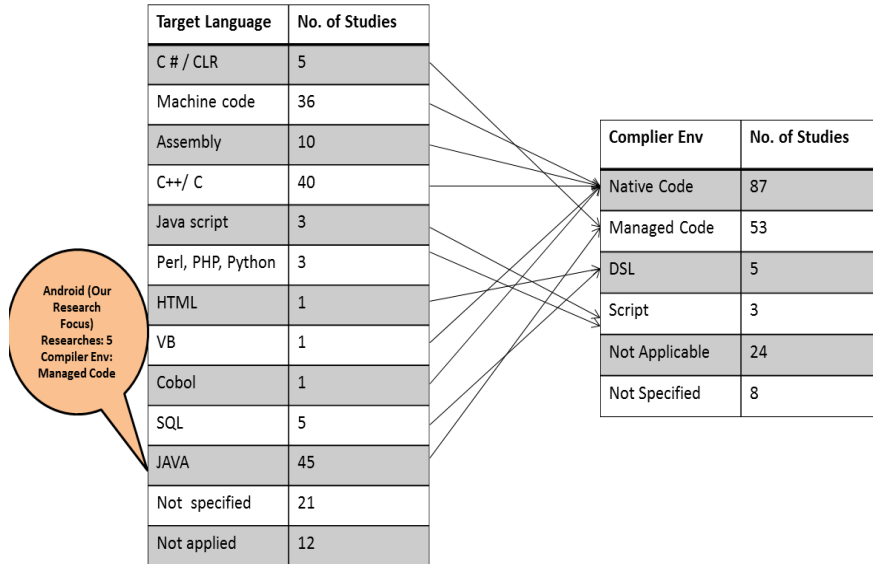 Target Language No. of Studies
C # / CLR 5
Machine code 36
Assembly 10
C++/ C 40
Java script 3
Perl, PHP, Python 3
HTML 1
VB 1
Cobol 1
SQL 5
JAVA 45
Not specified 21
Not applied 12
Android (Our
Research
Focus)
Researches: 5
Compiler Env:
Managed Code
Complier Env No. of Studies
Native Code 87
Managed Code 53
DSL 5
Script 3
Not Applicable 24
Not Specified 8